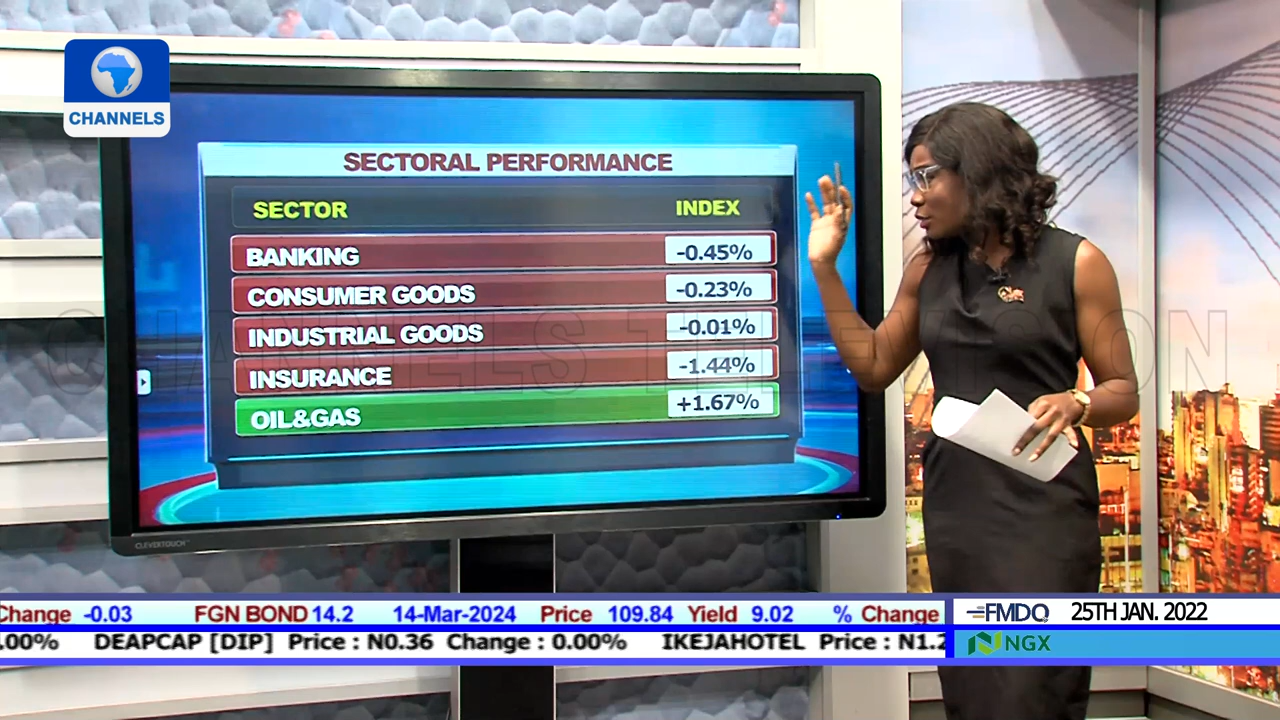 CHANNELS
SECTORAL PERFORMANCE
SECTOR INDEX
BANKING -0.45%
CONSUMER GOODS -0.23%
INDUSTRIAL GOODS -0.01%
INSURANCE -1.44%
OIL&GAS +1.67%
CHANNELS TELEVISION
CLEVERTOUCH
Change -0.03 FGN BOND 14.2 14-Mar-2024 Price 109.84 Yield 9.02 % Change
FMDQ 25TH JAN. 2022
.00% DEAPCAP [DIP] Price : N0.36 Change : 0.00% IKEJAHOTEL Price : N1.2
NGX